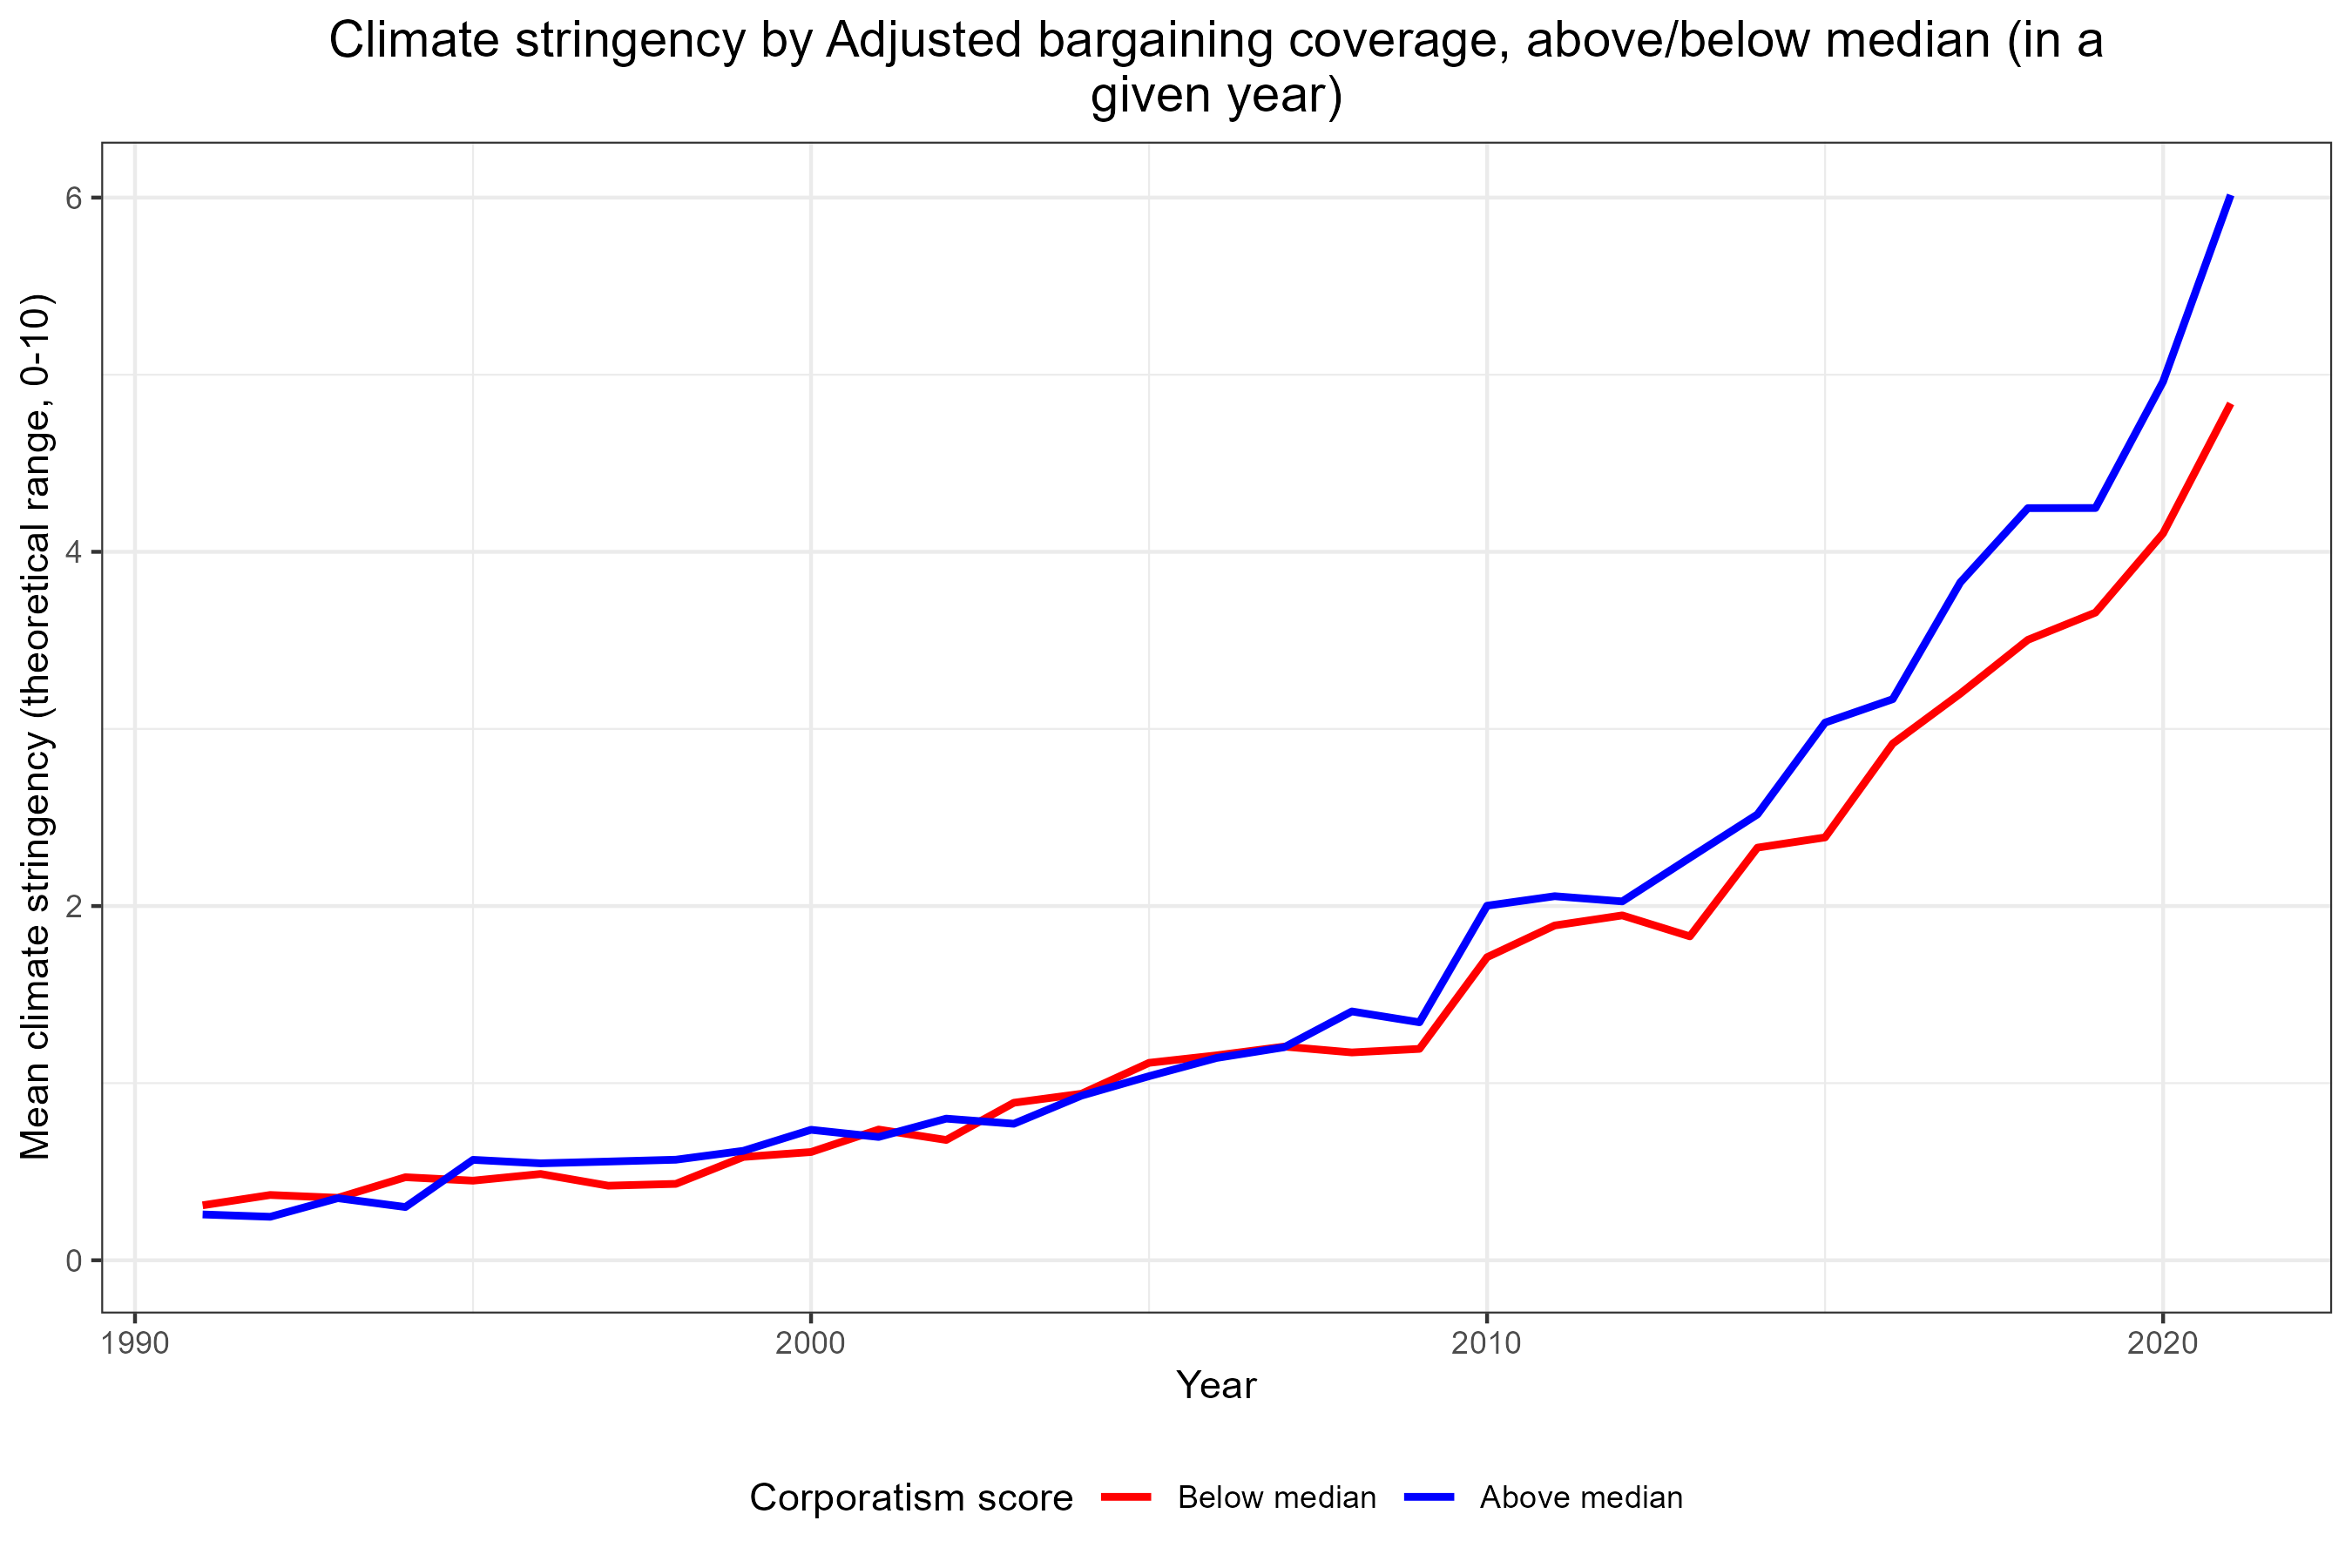 Climate stringency by Adjusted bargaining coverage, above/below median (in a
given year)
Mean climate stringency (theoretical range, 0-10)
6
4
2
0
1990 2000 2010 2020
Year
Corporatism score Below median Above median